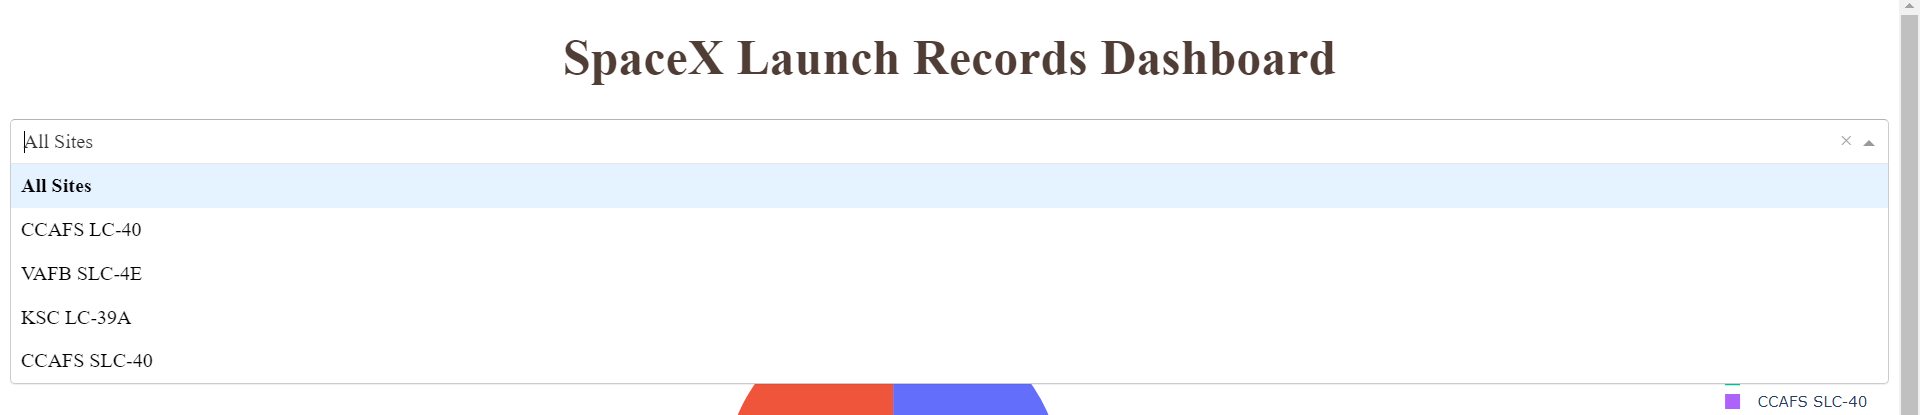 SpaceX Launch Records Dashboard
All Sites
All Sites
CCAFS LC-40
VAFB SLC-4E
KSC LC-39A
CCAFS SLC-40
CCAFS SLC-40